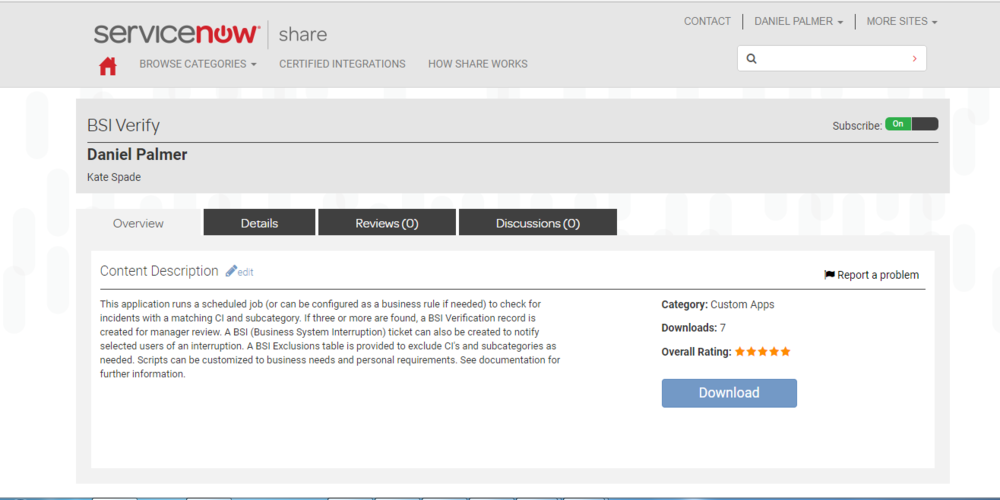 CONTACT DANIEL PALMER MORE SITES
servicenow share
BROWSE CATEGORIES CERTIFIED INTEGRATIONS HOW SHARE WORKS
BSI Verify
Subscribe: On
Daniel Palmer
Kate Spade
Overview Details Reviews (0) Discussions (0)
Content Description edit
Report a problem
This application runs a scheduled job (or can be configured as a business rule if needed) to check for
incidents with a matching CI and subcategory. If three or more are found, a BSI Verification record is
created for manager review. A BSI (Business System Interruption) ticket can also be created to notify
selected users of an interruption. A BSI Exclusions table is provided to exclude CI's and subcategories as
needed. Scripts can be customized to business needs and personal requirements. See documentation for
further information.
Category: Custom Apps
Downloads: 7
Overall Rating:
Download